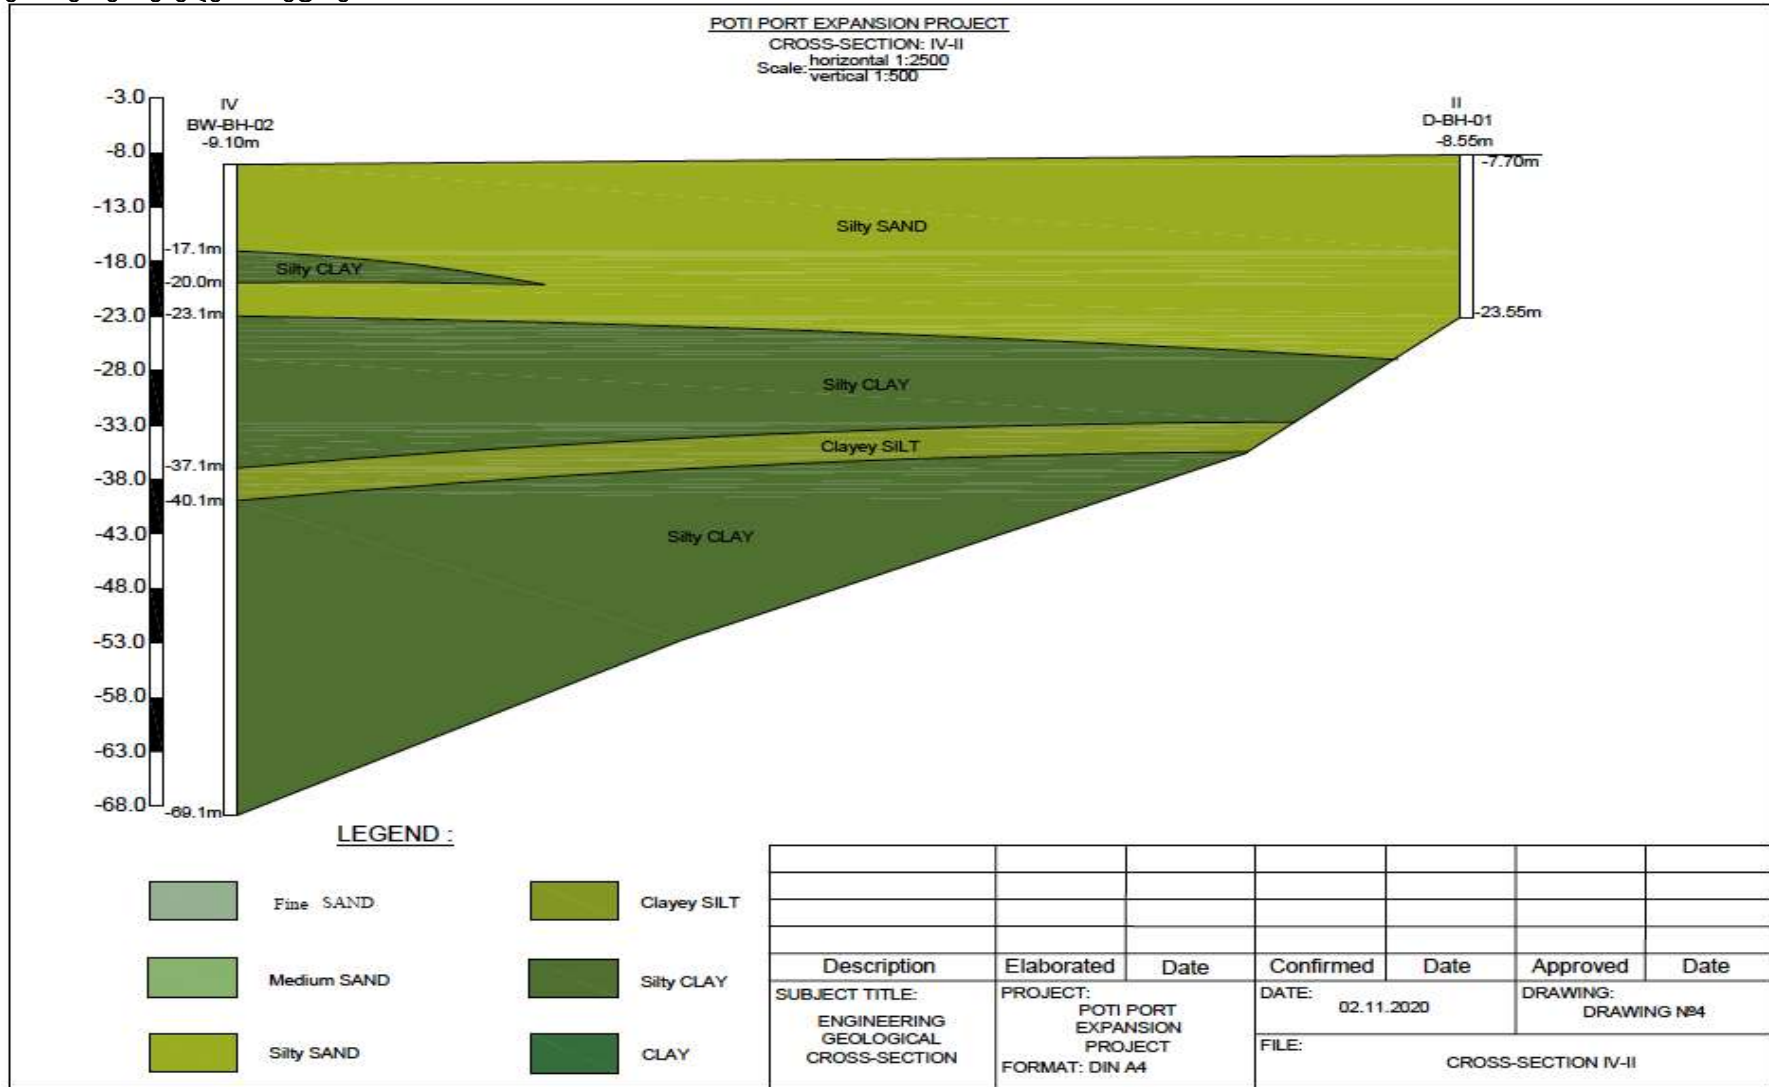 POTI PORT EXPANSION PROJECT
CROSS-SECTION: IV-II
Scale: horizontal 1:2500
vertical 1:500
-3.0
-8.0
-13.0
-18.0
-23.0
-28.0
-33.0
-38.0
-43.0
-48.0
-53.0
-58.0
-63.0
-68.0
IV
BW-BH-02
-9.10m
-17.1m
-20.0m
-23.1m
-37.1m
-40.1m
-69.1m
II
D-BH-01
-8.55m
-7.70m
-23.55m
Silty SAND
Silty CLAY
Silty CLAY
Clayey SILT
Silty CLAY
LEGEND :
Fine SAND
Medium SAND
Silty SAND
Clayey SILT
Silty CLAY
CLAY
Description Elaborated Date Confirmed Date Approved Date
SUBJECT TITLE:
ENGINEERING
GEOLOGICAL
CROSS-SECTION
PROJECT:
POTI PORT
EXPANSION
PROJECT
FORMAT: DIN A4
DATE:
02.11.2020
DRAWING:
DRAWING №4
FILE:
CROSS-SECTION IV-II